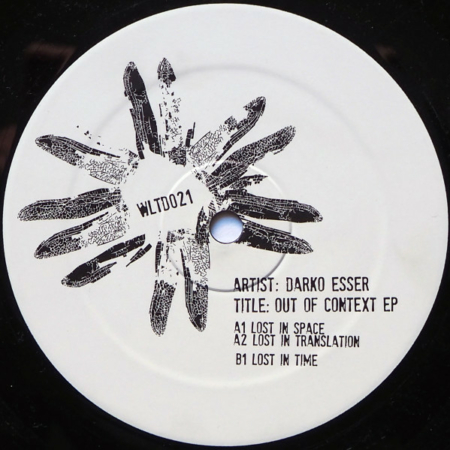 WLTD021
ARTIST: DARKO ESSER
TITLE: OUT OF CONTEXT EP
A1 LOST IN SPACE
A2 LOST IN TRANSLATION
B1 LOST IN TIME